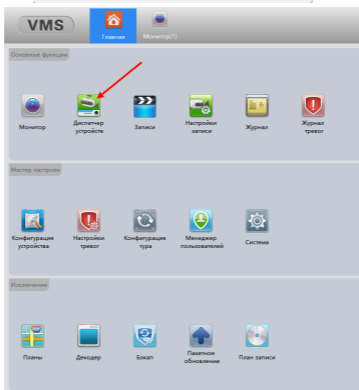 VMS
Главная
Монитор(1)
Основные функции
Монитор
Диспетчер
устройств
Записи
Настройки
записи
Журнал
Журнал
тревог
Мастер настроек
Конфигурация
устройства
Настройки
тревог
Конфигурация
тура
Менеджер
пользователей
Система
Исключения
Планы
Декодер
Бэкап
Пакетное
обновление
План записи